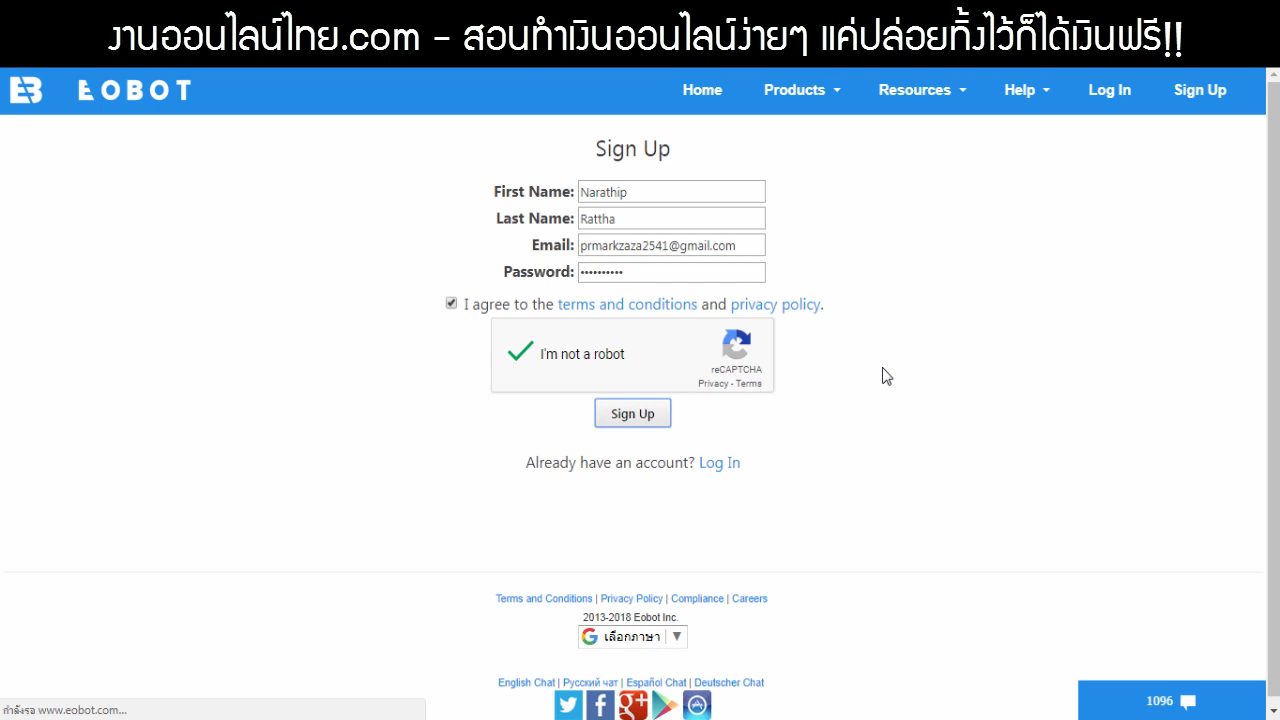 งานออนไลน์ไทย.com - สอนทำเงินออนไลน์ง่ายๆ แค่ปล่อยทิ้งไว้ก็ได้เงินฟรี!!
EB EOBOT Home Products Resources Help Log In Sign Up
Sign Up
First Name: Narathip
Last Name: Rattha
Email: prmarkzaza2541@gmail.com
Password: ••••••••••
I agree to the terms and conditions and privacy policy.
I'm not a robot
reCAPTCHA
Privacy - Terms
Sign Up
Already have an account? Log In
Terms and Conditions | Privacy Policy | Compliance | Careers
2013-2018 Eobot Inc.
G เลือกภาษา
English Chat | Русский чат | Español Chat | Deutscher Chat
1096
กำลังรอ www.eobot.com...